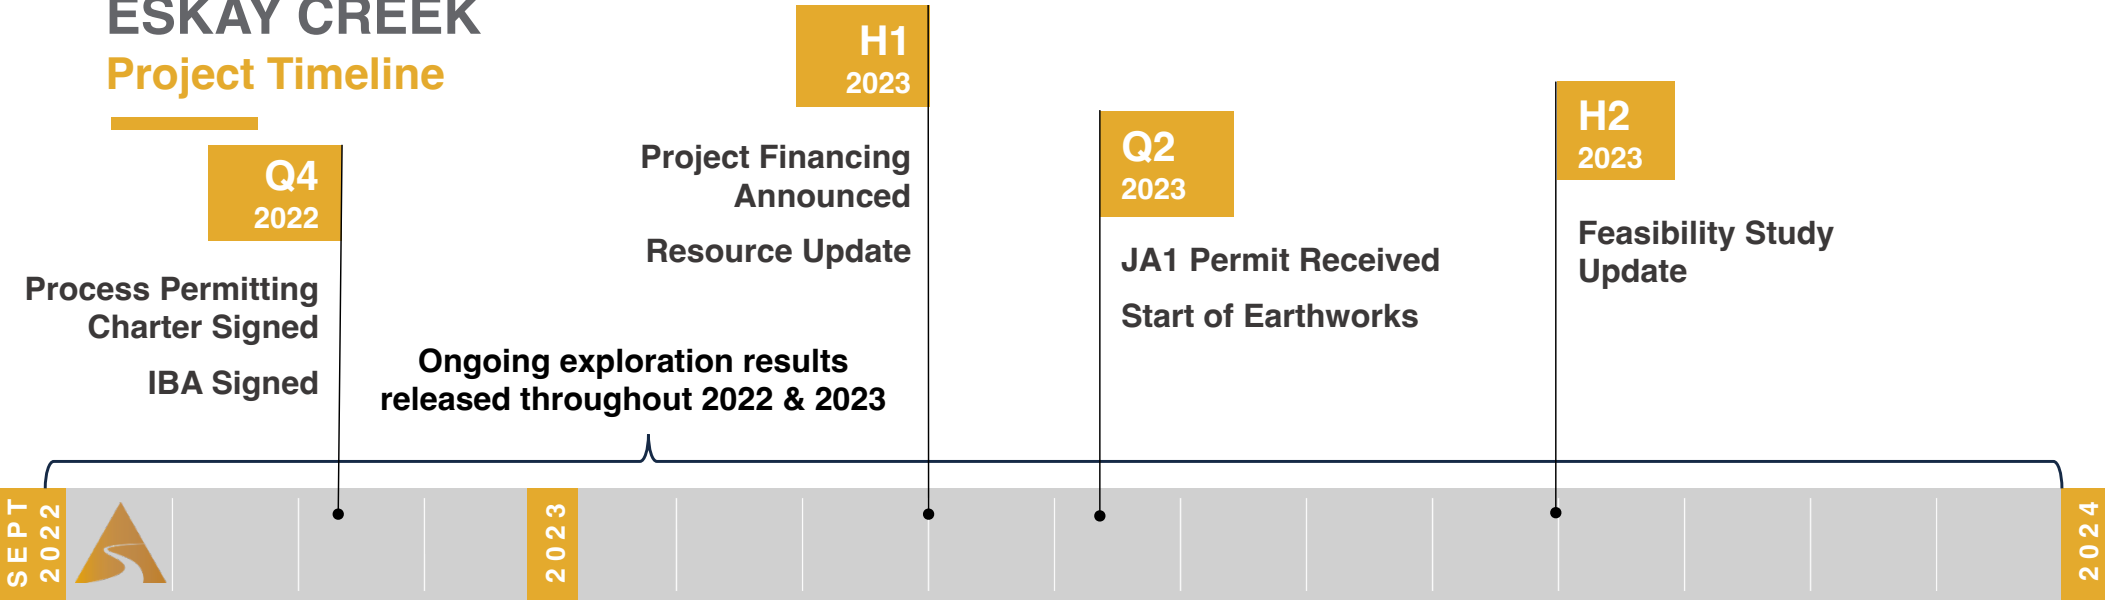 ESKAY CREEK
Project Timeline
Q4
2022
Process Permitting
Charter Signed
IBA Signed
H1
2023
Project Financing
Announced
Resource Update
Q2
2023
JA1 Permit Received
Start of Earthworks
H2
2023
Feasibility Study
Update
Ongoing exploration results
released throughout 2022 & 2023
SEPT
2022
2023
2024